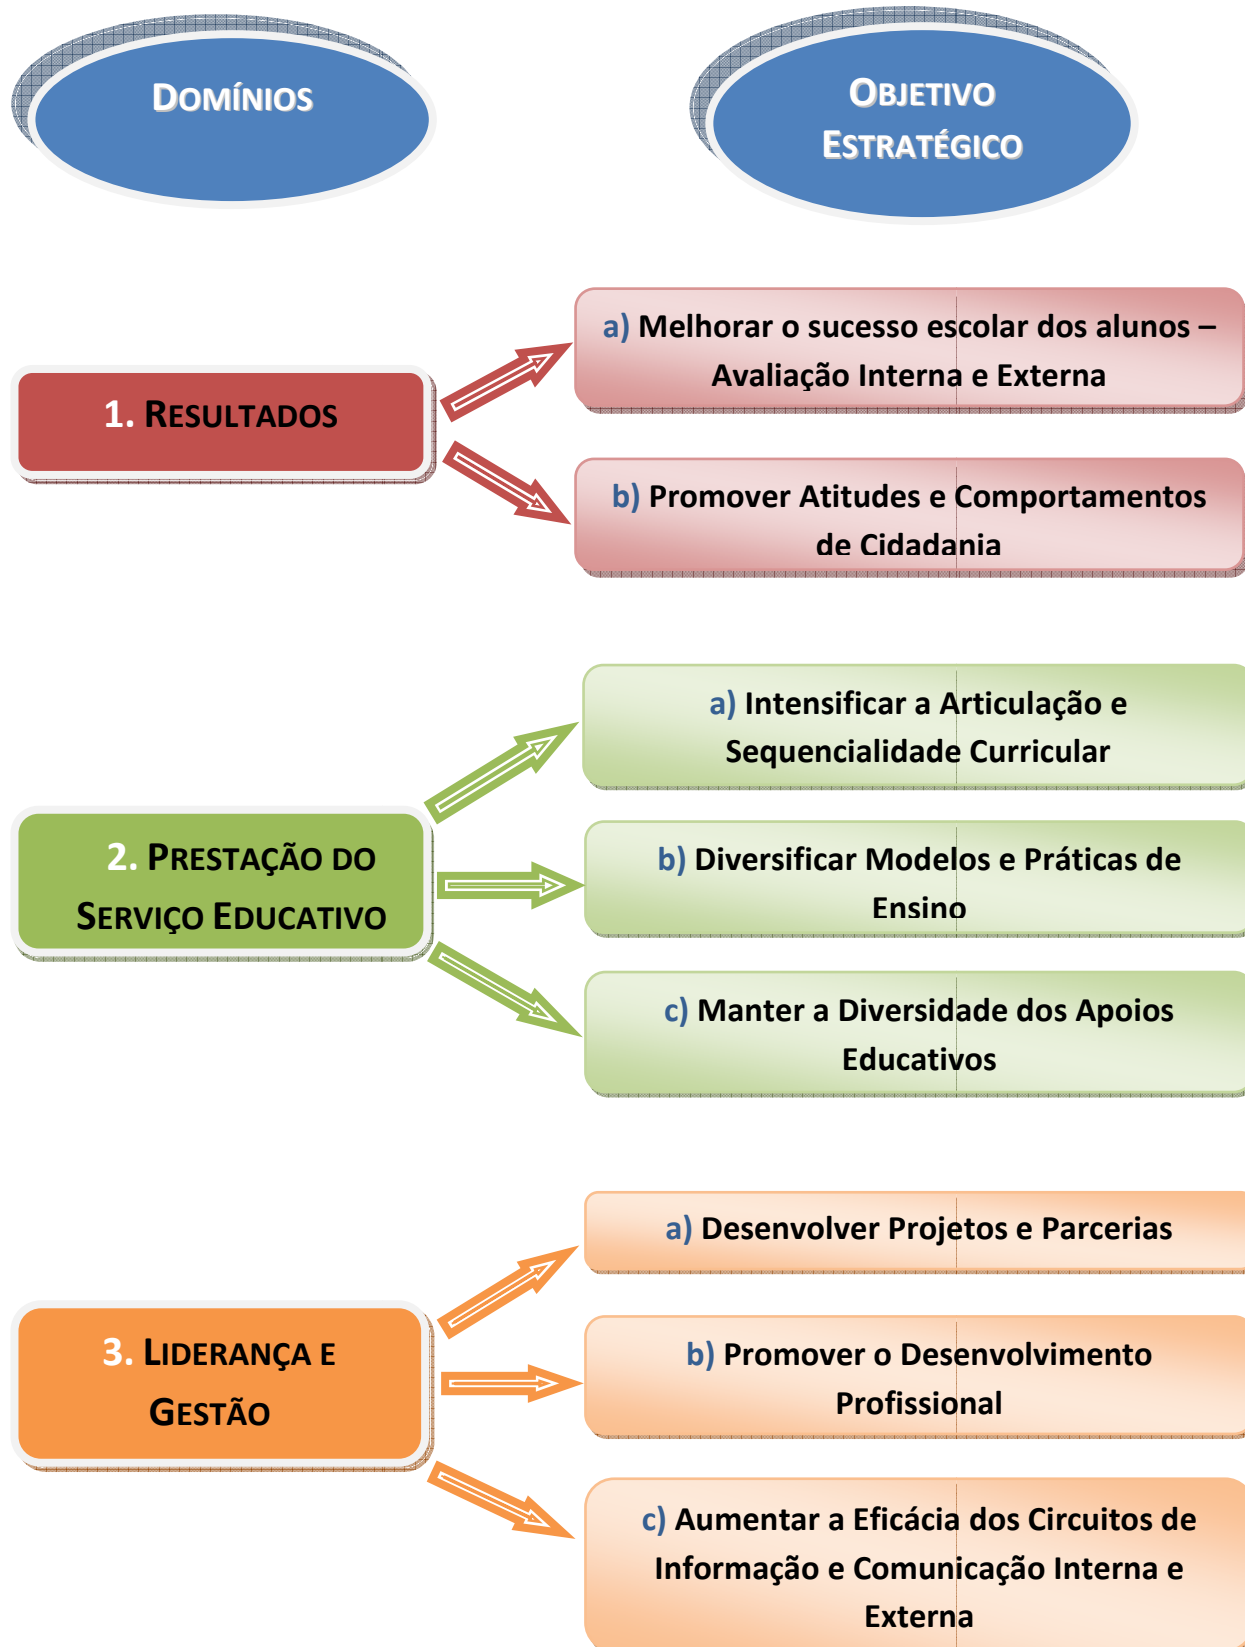 DOMÍNIOS
OBJETIVO
ESTRATÉGICO
1. RESULTADOS
a) Melhorar o sucesso escolar dos alunos –
Avaliação Interna e Externa
b) Promover Atitudes e Comportamentos
de Cidadania
2. PRESTAÇÃO DO
SERVIÇO EDUCATIVO
a) Intensificar a Articulação e
Sequencialidade Curricular
b) Diversificar Modelos e Práticas de
Ensino
c) Manter a Diversidade dos Apoios
Educativos
3. LIDERANÇA E
GESTÃO
a) Desenvolver Projetos e Parcerias
b) Promover o Desenvolvimento
Profissional
c) Aumentar a Eficácia dos Circuitos de
Informação e Comunicação Interna e
Externa